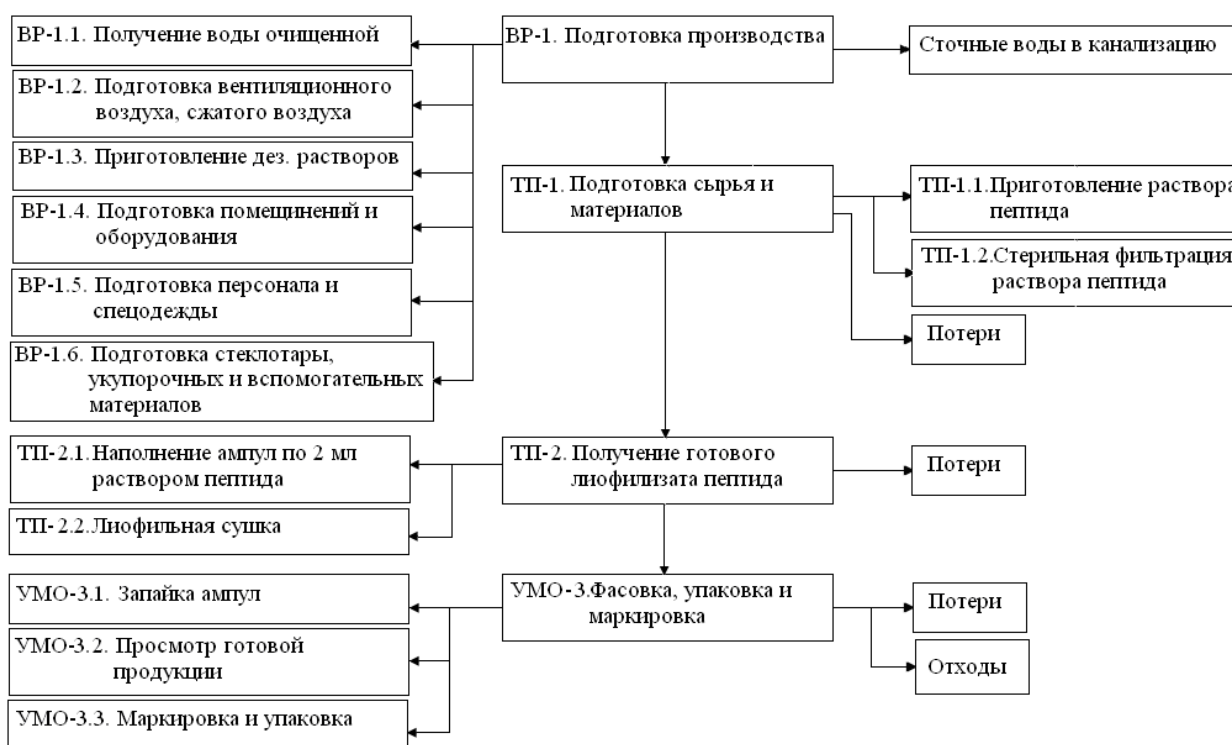 ВР-1.1. Получение воды очищенной
ВР-1. Подготовка производства
Сточные воды в канализацию
ВР-1.2. Подготовка вентиляционного
воздуха, сжатого воздуха
ВР-1.3. Приготовление дез. растворов
ВР-1.4. Подготовка помещинений и
оборудования
ВР-1.5. Подготовка персонала и
спецодежды
ВР-1.6. Подготовка стеклотары,
укупорочных и вспомогательных
материалов
ТП-1. Подготовка сырья и
материалов
ТП-1.1.Приготовление раствора
пептида
ТП-1.2.Стерильная фильтрация
раствора пептида
Потери
ТП-2.1.Наполнение ампул по 2 мл
раствором пептида
ТП-2.2.Лиофильная сушка
ТП-2. Получение готового
лиофилизата пептида
Потери
УМО-3.1. Запайка ампул
УМО-3.2. Просмотр готовой
продукции
УМО-3.3. Маркировка и упаковка
УМО-3.Фасовка, упаковка и
маркировка
Потери
Отходы